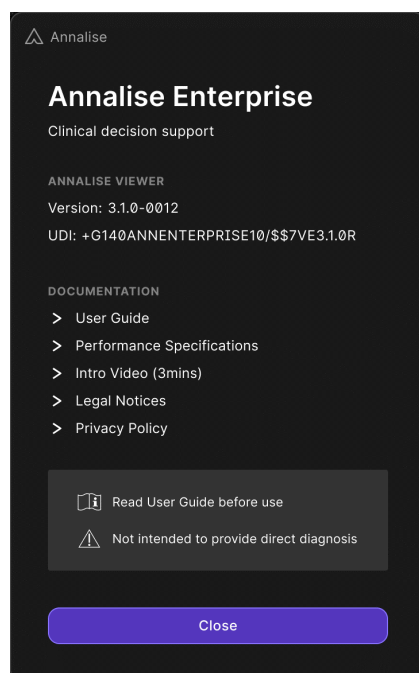 Annalise
Annalise Enterprise
Clinical decision support
ANNALISE VIEWER
Version: 3.1.0-0012
UDI: +G140ANNENTERPRISE10/$$7VE3.1.0R
DOCUMENTATION
> User Guide
> Performance Specifications
> Intro Video (3mins)
> Legal Notices
> Privacy Policy
Read User Guide before use
Not intended to provide direct diagnosis
Close